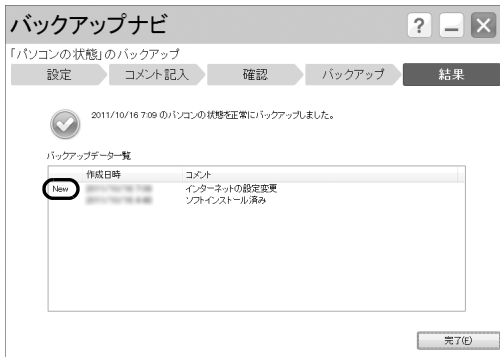 バックアップナビ
?
「パソコンの状態」のバックアップ
設定 コメント記入 確認 バックアップ 結果
2011/10/16 7:09 のパソコンの状態を正常にバックアップしました。
バックアップデータ一覧
作成日時 コメント
New インターネットの設定変更
ソフトインストール済み
完了(F)